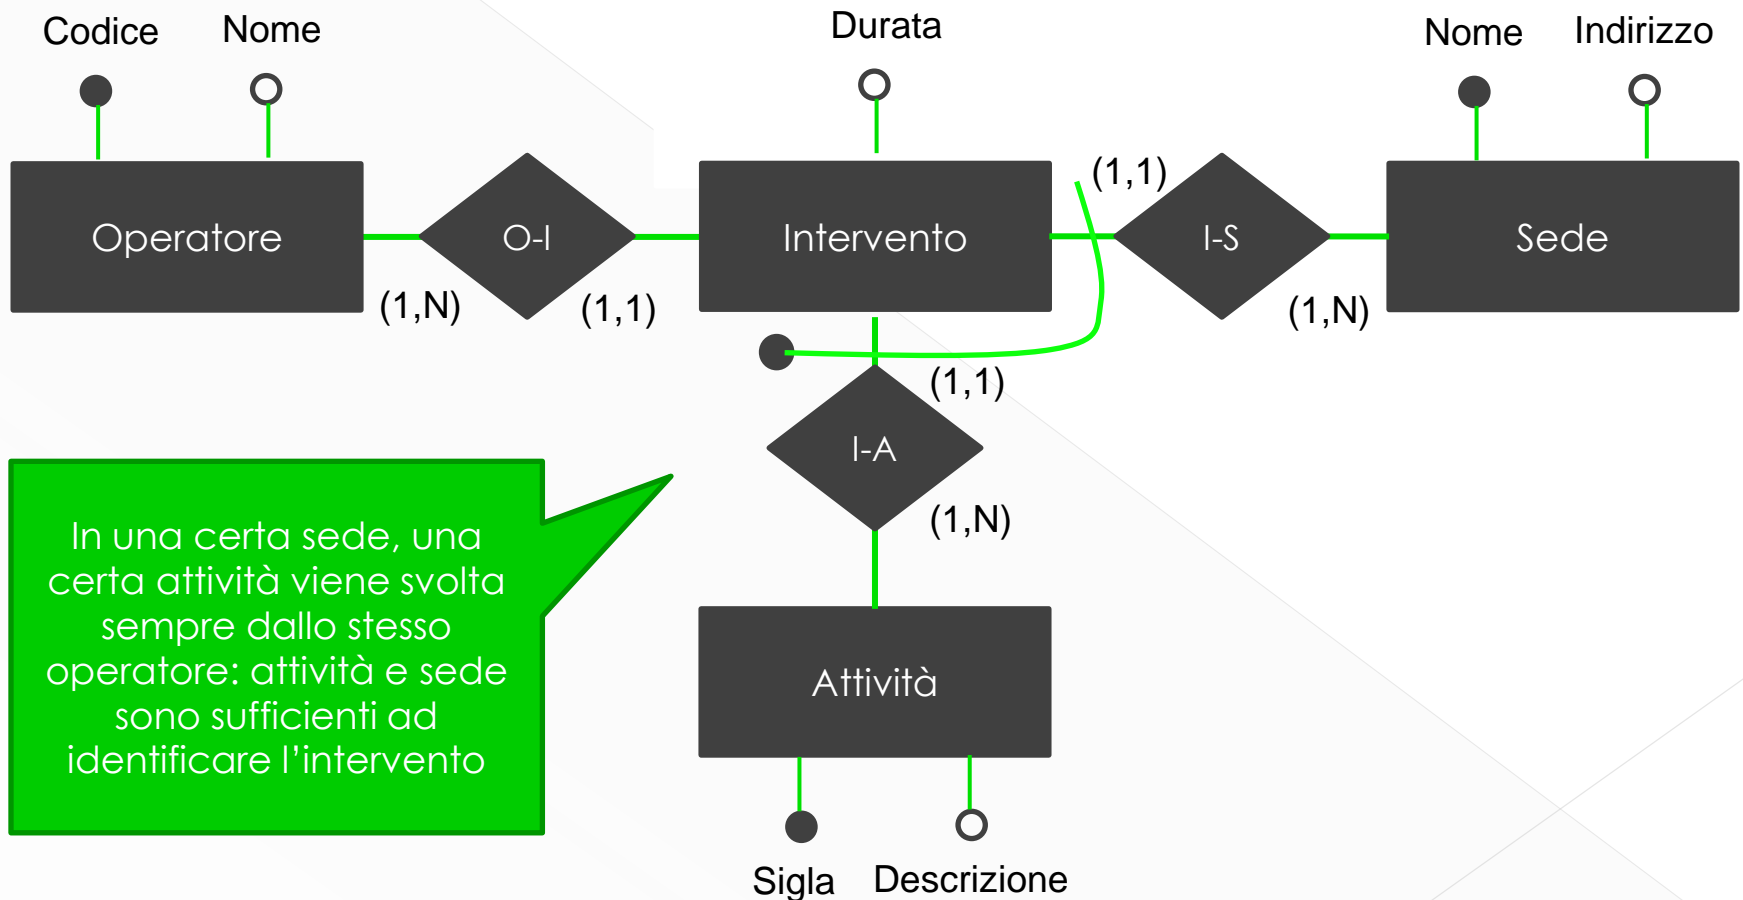 Codice
Nome
Durata
Nome
Indirizzo
Operatore
O-I
Intervento
(1,1)
I-S
Sede
(1,N)
(1,1)
(1,N)
(1,1)
I-A
(1,N)
In una certa sede, una
certa attività viene svolta
sempre dallo stesso
operatore: attività e sede
sono sufficienti ad
identificare l’intervento
Attività
Sigla
Descrizione